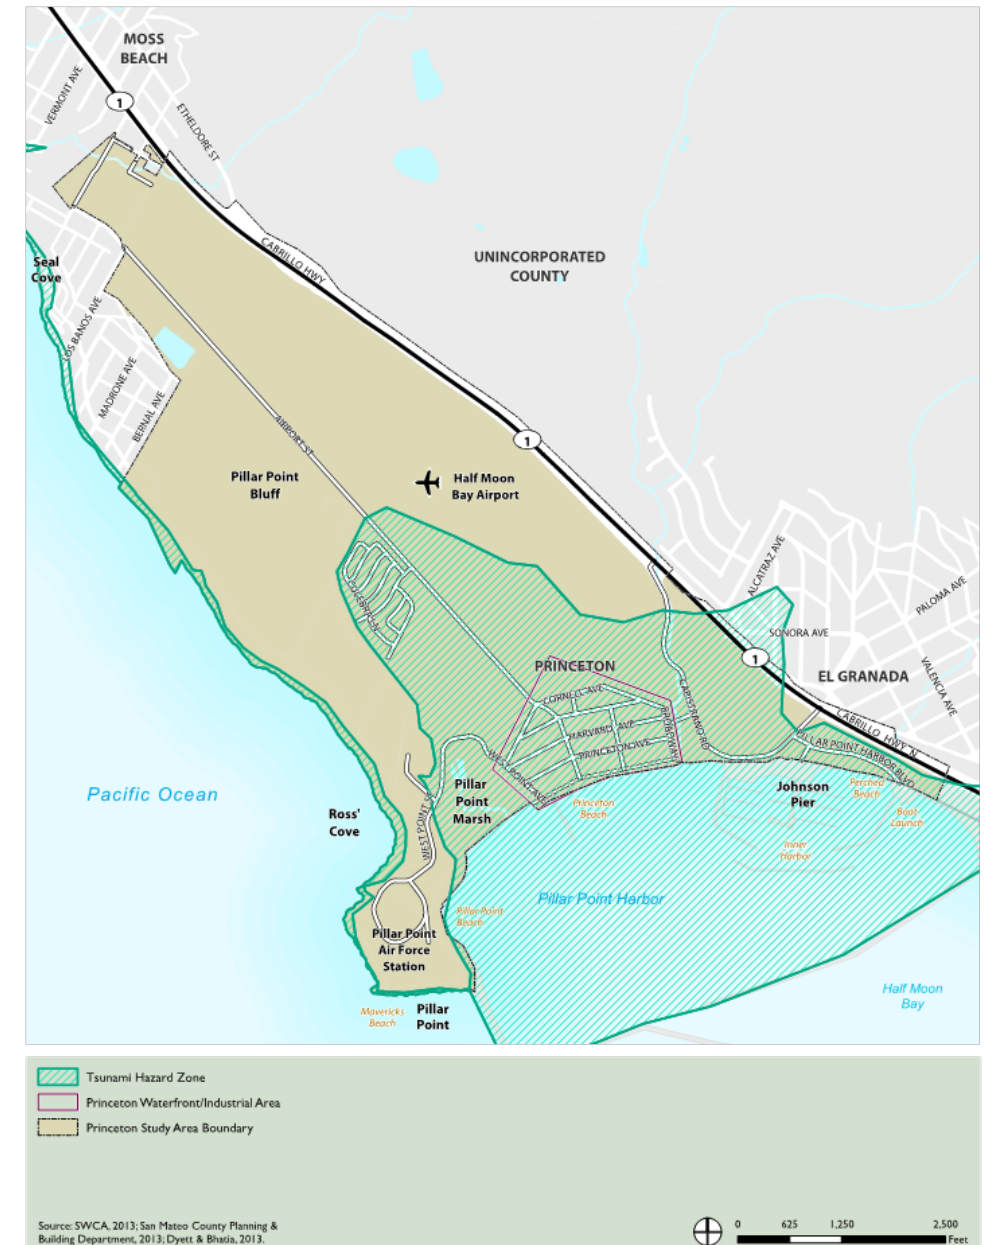 MOSS
BEACH
VERMONT AVE
1
ETHELDORE ST
CABRILLO HWY
UNINCORPORATED
COUNTY
Seal
Cove
LOS BANOS AVE
MADRONE AVE
BERNAL AVE
AIRPORT ST
1
Pillar Point
Bluff
Half Moon
Bay Airport
ALCATRAZ AVE
PALOMA AVE
SONORA AVE
1
EL GRANADA
VALENCIA AVE
CABRILLO HWY N
PRINCETON
CORNELL AVE
HARVARD AVE
PRINCETON AVE
BROADWAY
CAPISTRANO RD
WEST POINT AVE
PILLAR POINT HARBOR BLVD
Pillar
Point
Marsh
Johnson
Pier
Perched
Beach
Boat
Launch
Princeton
Beach
Inner
Harbor
Pacific Ocean
Ross'
Cove
WEST POINT
Pillar Point Harbor
Pillar Point
Beach
Pillar Point
Air Force
Station
Half Moon
Bay
Mavericks
Beach
Pillar
Point
Tsunami Hazard Zone
Princeton Waterfront/Industrial Area
Princeton Study Area Boundary
Source: SWCA, 2013; San Mateo County Planning &
Building Department, 2013; Dyett & Bhatia, 2013.
0 625 1,250 2,500
Feet